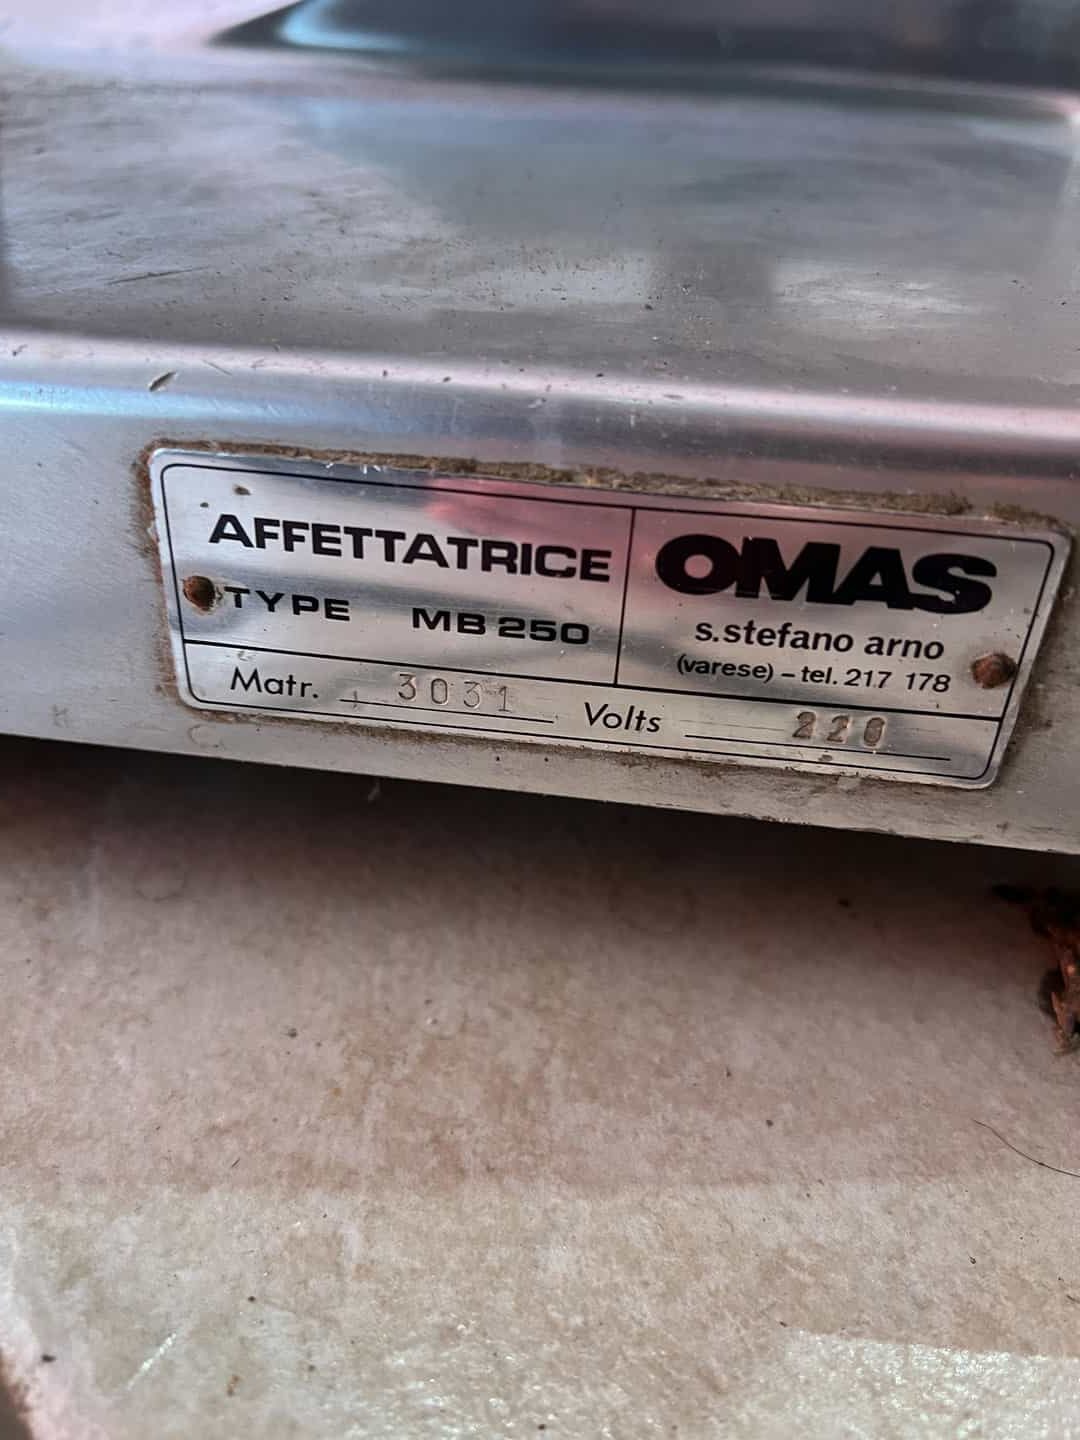 AFFETTATRICE
TYPE MB 250
OMAS
s.stefano arno
(varese) – tel. 217 178
Matr. 3031 Volts 220